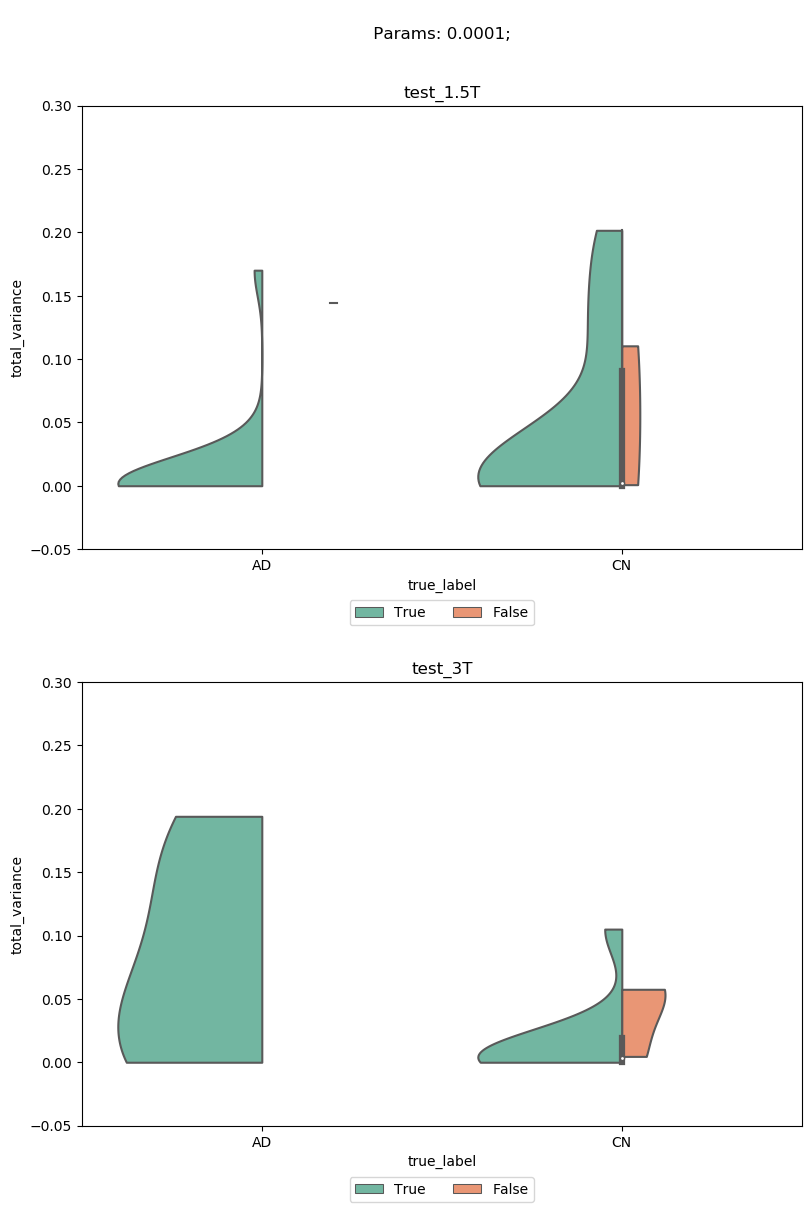 Params: 0.0001;
test_1.5T
0.30
0.25
0.20
0.15
0.10
0.05
0.00
−0.05
total_variance
AD
CN
true_label
True
False
test_3T
0.30
0.25
0.20
0.15
0.10
0.05
0.00
−0.05
total_variance
AD
CN
true_label
True
False